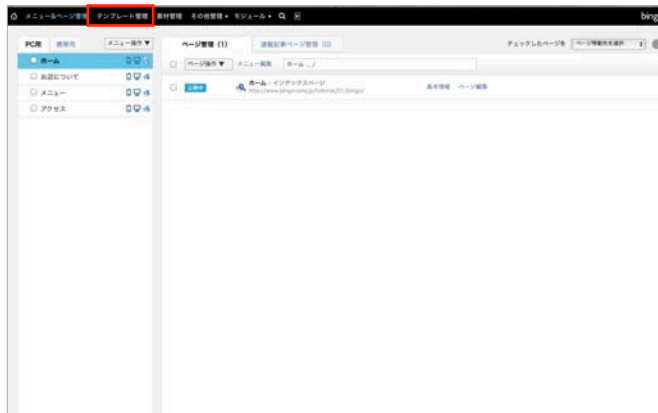 メニュー&ページ管理 テンプレート管理 素材管理 その他管理 モジュール bing
PC用 携帯用 メニュー操作▼ ページ管理 (1) 連載記事ページ管理 (0) チェックしたページを ページ移動先を選択
ホーム ページ操作▼ メニュー編集 ホーム .. /
お店について
公開中 ホーム - インデックスページ 基本情報 ページ編集
メニュー
アクセス